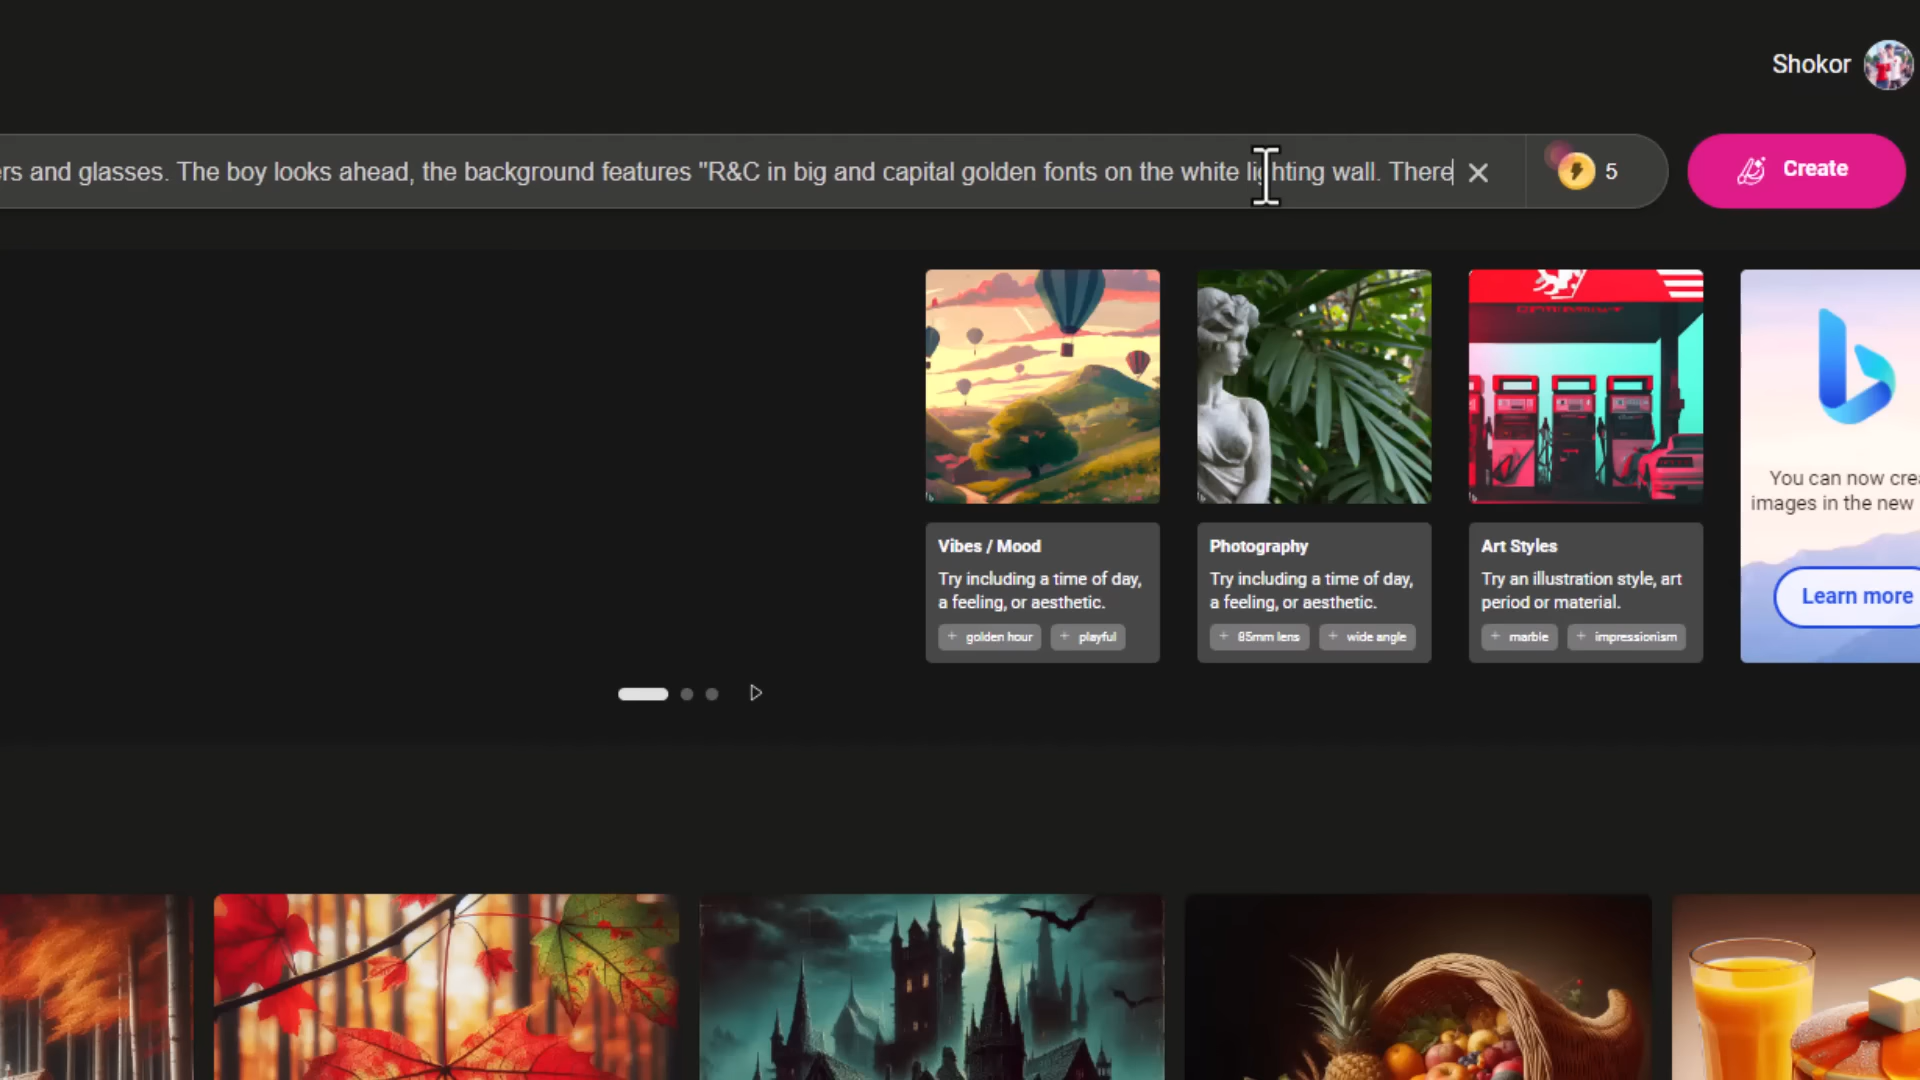 Shokor
ers and glasses. The boy looks ahead, the background features "R&C in big and capital golden fonts on the white lighting wall. There
5
Create
Vibes / Mood
Try including a time of day,
a feeling, or aesthetic.
+ golden hour
+ playful
Photography
Try including a time of day,
a feeling, or aesthetic.
+ 85mm lens
+ wide angle
Art Styles
Try an illustration style, art
period or material.
+ marble
+ impressionism
You can now crea
images in the new
Learn more